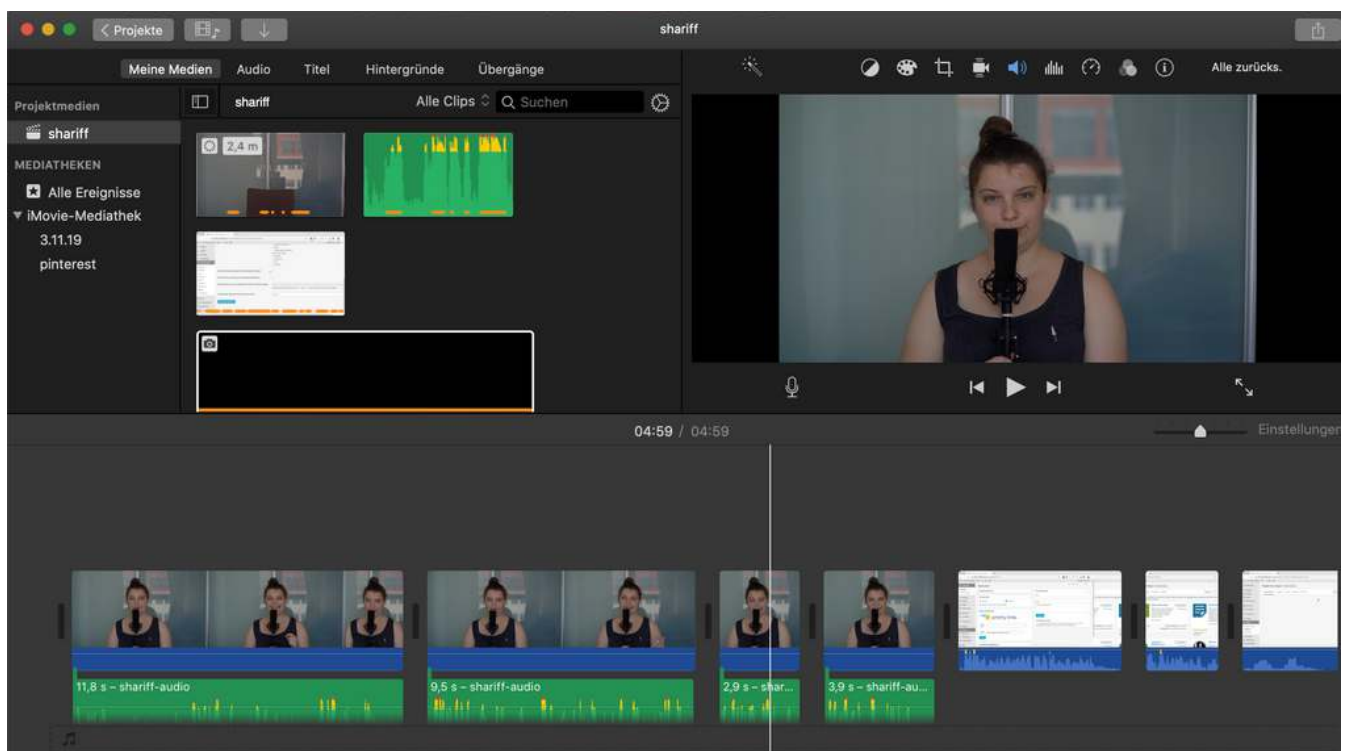 Projekte
shariff
Meine Medien Audio Titel Hintergründe Übergänge
Alle zurücks.
Projektmedien
shariff
MEDIATHEKEN
Alle Ereignisse
iMovie-Mediathek
3.11.19
pinterest
shariff Alle Clips Suchen
2,4 m
04:59 / 04:59
Einstellungen
11,8 s – shariff-audio
9,5 s – shariff-audio
2,9 s – shar...
3,9 s – shariff-au...